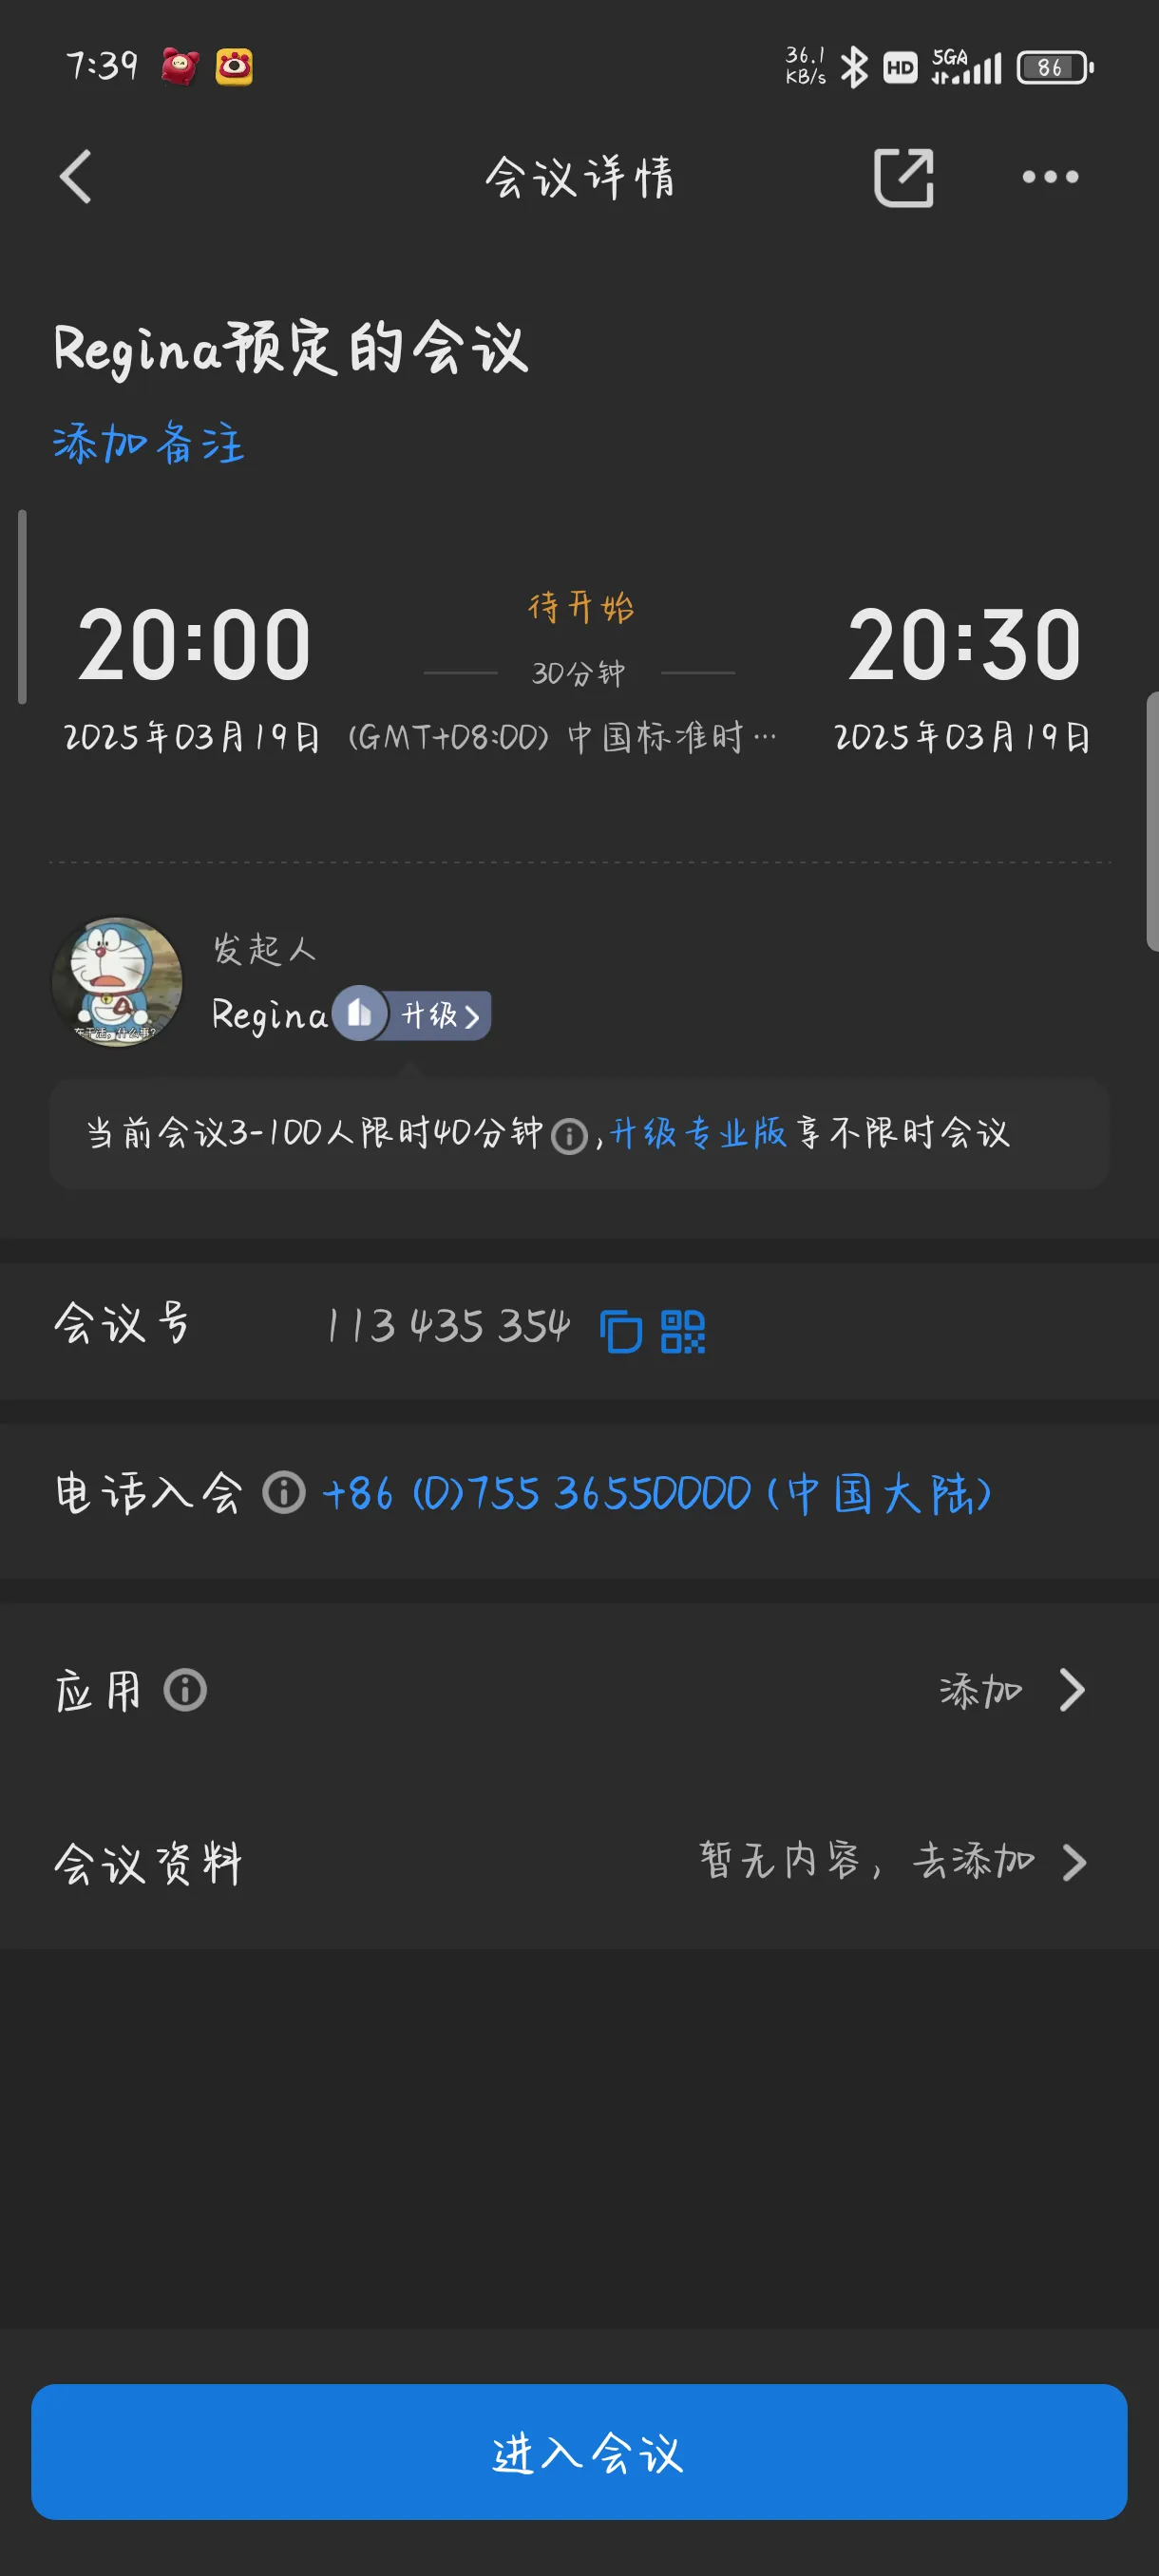 7:39
36.1
KB/s
HD
5GA
86
会议详情
Regina预定的会议
添加备注
20:00
待开始
30分钟
20:30
2025年03月19日
(GMT+08:00) 中国标准时…
2025年03月19日
发起人
Regina
升级
当前会议3-100人限时40分钟,升级专业版享不限时会议
会议号
113 435 354
电话入会
+86 (0)755 36550000 (中国大陆)
应用
添加
会议资料
暂无内容，去添加
进入会议